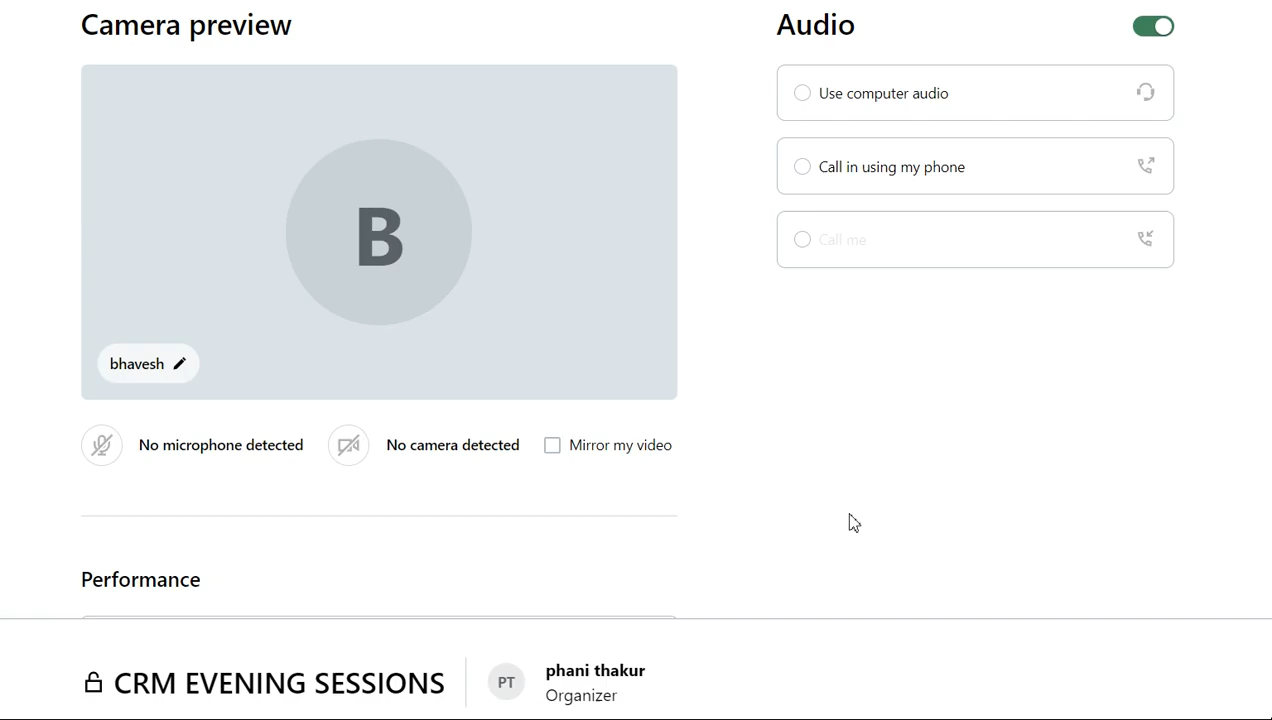 Camera preview
B
bhavesh
No microphone detected
No camera detected
Mirror my video
Performance
Audio
Use computer audio
Call in using my phone
Call me
CRM EVENING SESSIONS
PT
phani thakur
Organizer